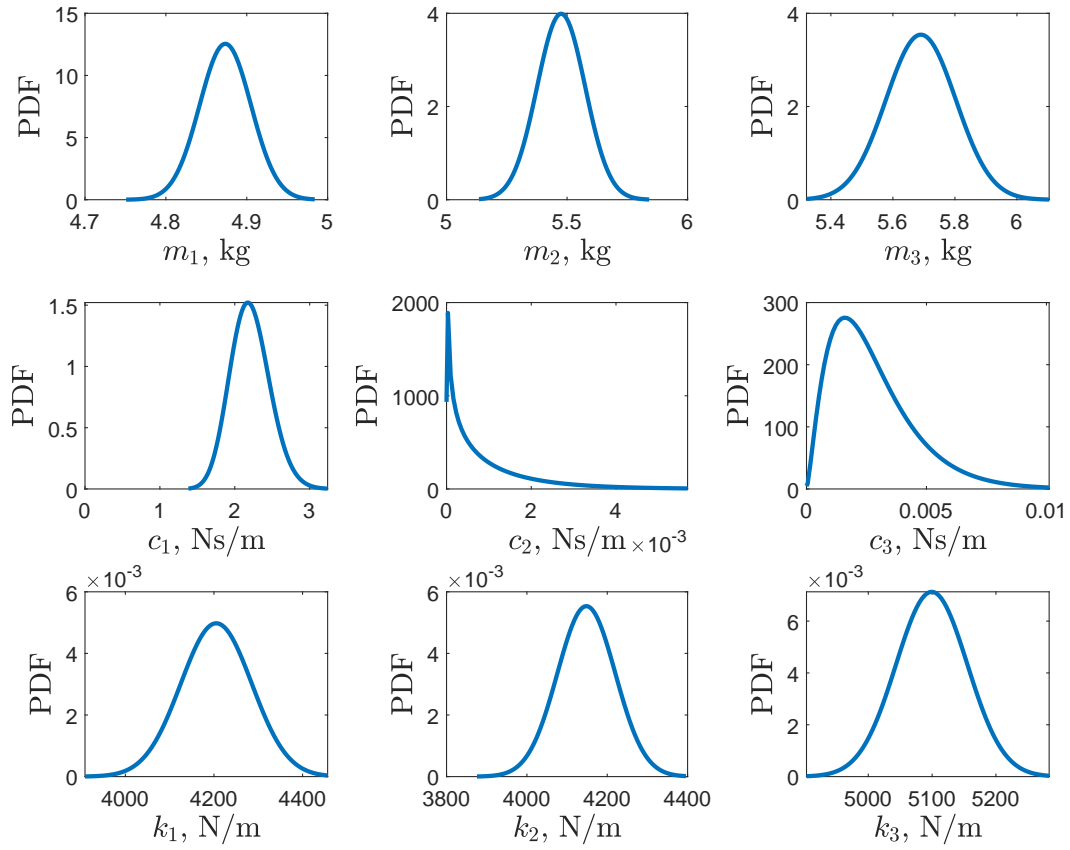 15
10
5
0
PDF
4.7 4.8 4.9 5
m₁, kg
4
2
0
PDF
5 5.5 6
m₂, kg
4
2
0
PDF
5.4 5.6 5.8 6
m₃, kg
1.5
1
0.5
0
PDF
0 1 2 3
c₁, Ns/m
2000
1000
0
PDF
0 2 4
c₂, Ns/m ×10⁻³
300
200
100
0
PDF
0 0.005 0.01
c₃, Ns/m
×10⁻³
6
4
2
0
PDF
4000 4200 4400
k₁, N/m
×10⁻³
6
4
2
0
PDF
3800 4000 4200 4400
k₂, N/m
×10⁻³
6
4
2
0
PDF
5000 5100 5200
k₃, N/m